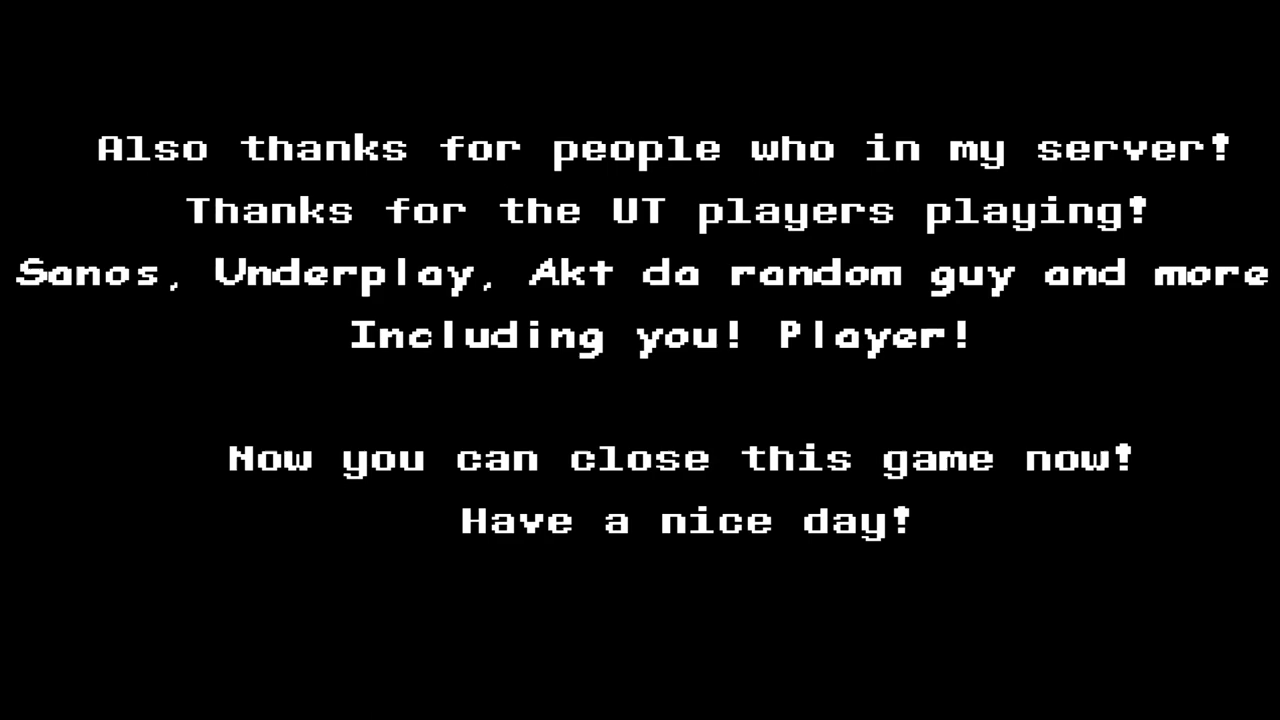 Also thanks for people who in my server!
Thanks for the UT players playing!
Sanos, Underplay, Akt da random guy and more
Including you! Player!
Now you can close this game now!
Have a nice day!